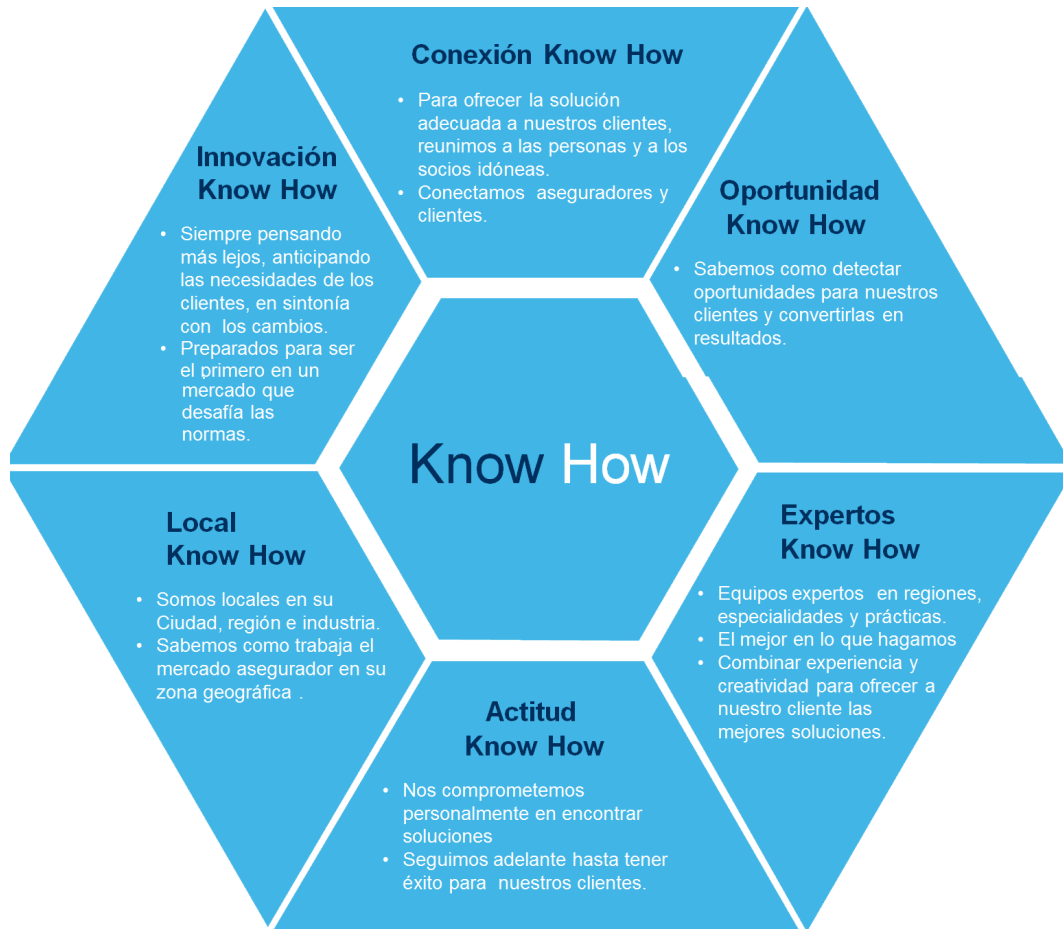 Conexión Know How
• Para ofrecer la solución
adecuada a nuestros clientes,
reunimos a las personas y a los
socios idóneas.
• Conectamos aseguradores y
clientes.
Innovación
Know How
• Siempre pensando
más lejos, anticipando
las necesidades de los
clientes, en sintonía
con los cambios.
• Preparados para ser
el primero en un
mercado que
desafía las
normas.
Oportunidad
Know How
• Sabemos como detectar
oportunidades para nuestros
clientes y convertirlas en
resultados.
Know How
Local
Know How
• Somos locales en su
Ciudad, región e industria.
• Sabemos como trabaja el
mercado asegurador en su
zona geográfica .
Expertos
Know How
• Equipos expertos en regiones,
especialidades y prácticas.
• El mejor en lo que hagamos
• Combinar experiencia y
creatividad para ofrecer a
nuestro cliente las
mejores soluciones.
Actitud
Know How
• Nos comprometemos
personalmente en encontrar
soluciones
• Seguimos adelante hasta tener
éxito para nuestros clientes.